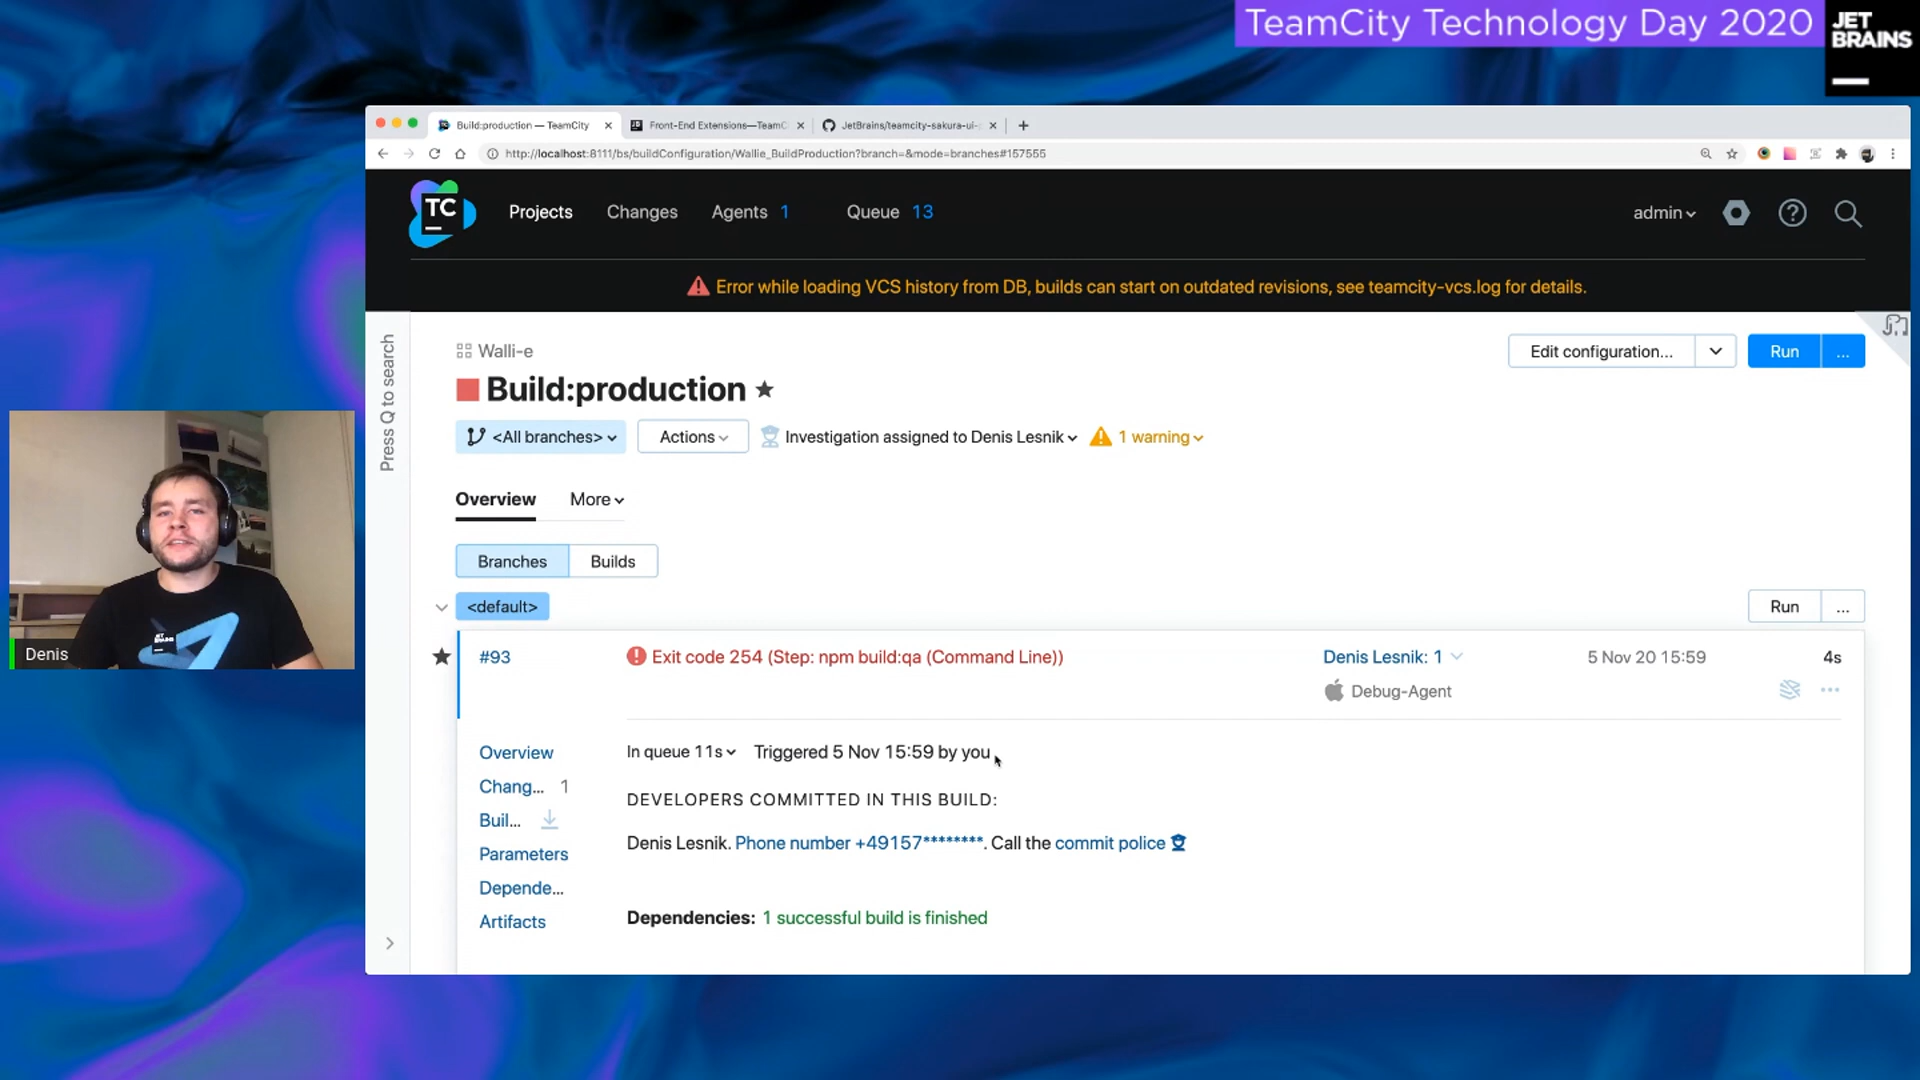 TeamCity Technology Day 2020
JET
BRAINS
Build:production — TeamCity
Front-End Extensions—TeamC
JetBrains/teamcity-sakura-ui-
http://localhost:8111/bs/buildConfiguration/Wallie_BuildProduction?branch=&mode=branches#157555
TC
Projects
Changes
Agents 1
Queue 13
admin
Error while loading VCS history from DB, builds can start on outdated revisions, see teamcity-vcs.log for details.
Press Q to search
Walli-e
Edit configuration...
Run
...
Build:production
<All branches>
Actions
Investigation assigned to Denis Lesnik
1 warning
Overview
More
Branches
Builds
<default>
Run
...
#93
Exit code 254 (Step: npm build:qa (Command Line))
Denis Lesnik: 1
5 Nov 20 15:59
4s
Debug-Agent
Overview
In queue 11s
Triggered 5 Nov 15:59 by you
Chang... 1
DEVELOPERS COMMITTED IN THIS BUILD:
Buil...
Denis Lesnik. Phone number +49157********. Call the commit police
Parameters
Depende...
Dependencies: 1 successful build is finished
Artifacts
JET
BRAINS
Denis